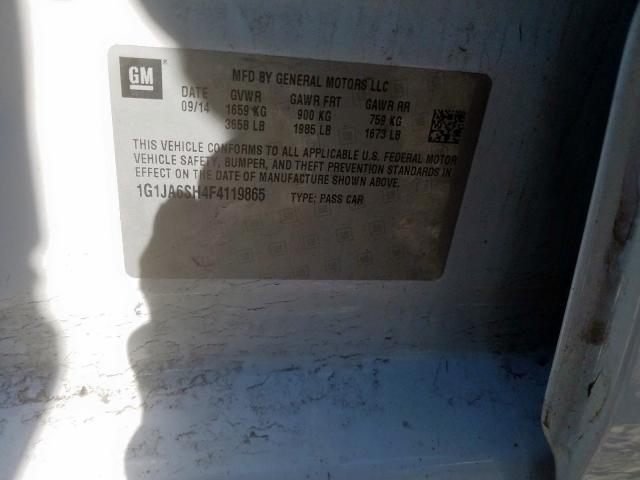 GM ®
MFD BY GENERAL MOTORS LLC
DATE GVWR GAWR FRT GAWR RR
09/14 1659 KG 900 KG 759 KG
3658 LB 1985 LB 1673 LB
THIS VEHICLE CONFORMS TO ALL APPLICABLE U.S. FEDERAL MOTOR
VEHICLE SAFETY, BUMPER, AND THEFT PREVENTION STANDARDS IN
EFFECT ON THE DATE OF MANUFACTURE SHOWN ABOVE.
1G1JA6SH4F4119865 TYPE: PASS CAR